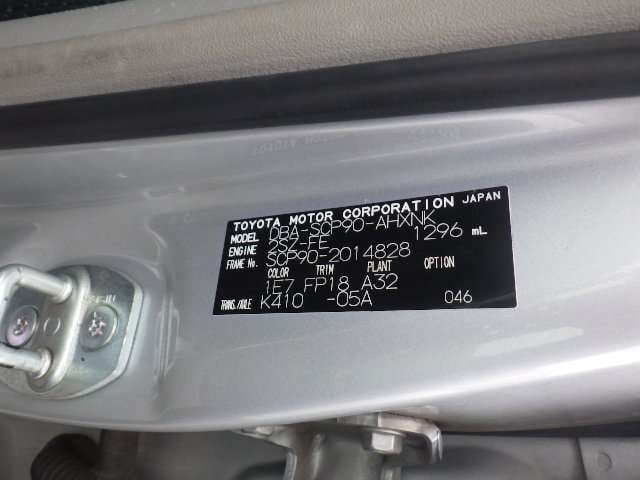 TOYOTA MOTOR CORPORATION JAPAN
MODEL DBA-SCP90-AHXNK
ENGINE 2SZ-FE 1296 mL
FRAME No. SCP90-2014828
COLOR TRIM PLANT OPTION
1E7 FP18 A32
TRANS./AXLE K410 -05A 046